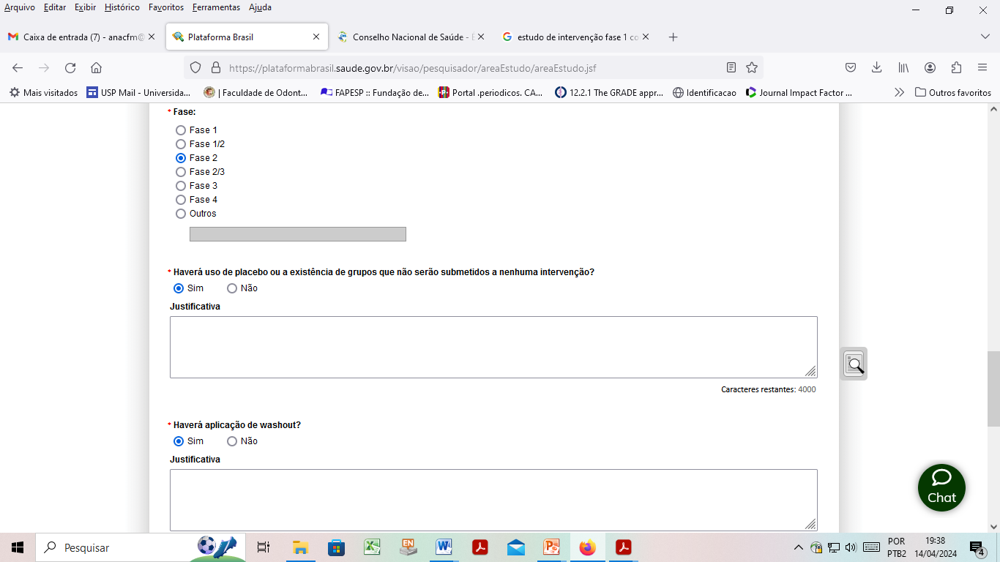 Arquivo Editar Exibir Histórico Favoritos Ferramentas Ajuda
Caixa de entrada (7) - anacfm@ Plataforma Brasil Conselho Nacional de Saúde - estudo de intervenção fase 1 co
https://plataformabrasil.saude.gov.br/visao/pesquisador/areaEstudo/areaEstudo.jsf
Mais visitados USP Mail - Universida... | Faculdade de Odont... FAPESP :: Fundação de... Portal .periodicos. CA... 12.2.1 The GRADE appr... Identificacao Journal Impact Factor ... Outros favoritos
* Fase:
Fase 1
Fase 1/2
Fase 2
Fase 2/3
Fase 3
Fase 4
Outros
* Haverá uso de placebo ou a existência de grupos que não serão submetidos a nenhuma intervenção?
Sim Não
Justificativa
Caracteres restantes: 4000
* Haverá aplicação de washout?
Sim Não
Justificativa
Chat
Pesquisar
EN
POR
PTB2
19:38
14/04/2024
4